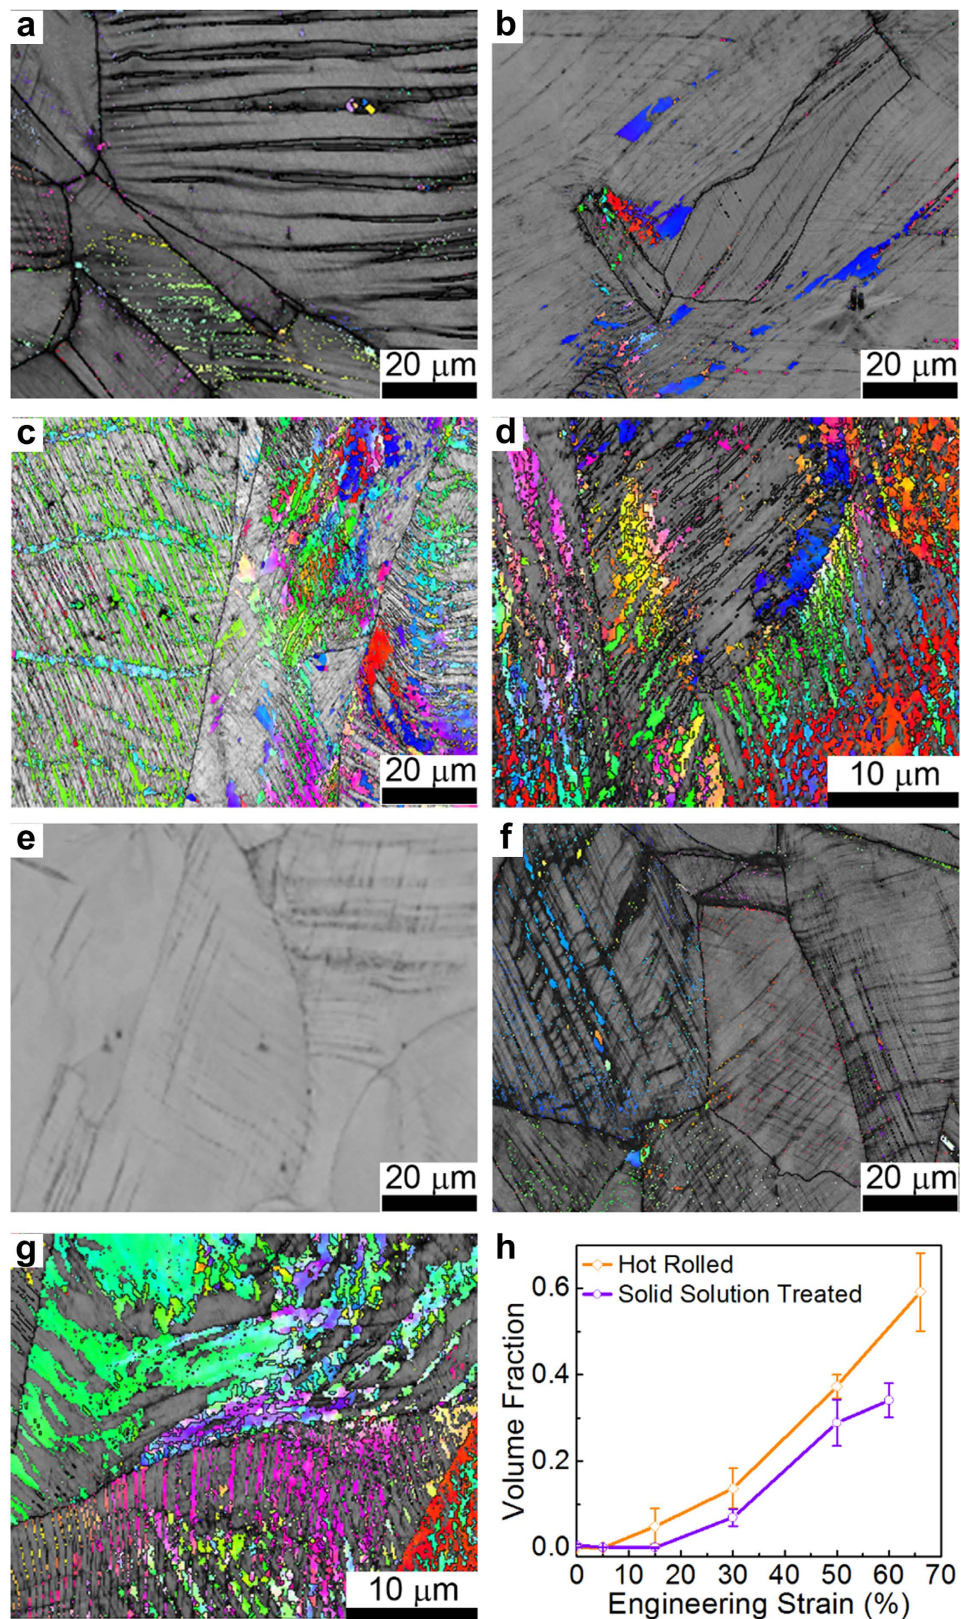 a
b
20 μm
20 μm
c
d
20 μm
10 μm
e
f
20 μm
20 μm
g
10 μm
h
Hot Rolled
Solid Solution Treated
Volume Fraction
0.6
0.4
0.2
0.0
0 10 20 30 40 50 60 70
Engineering Strain (%)